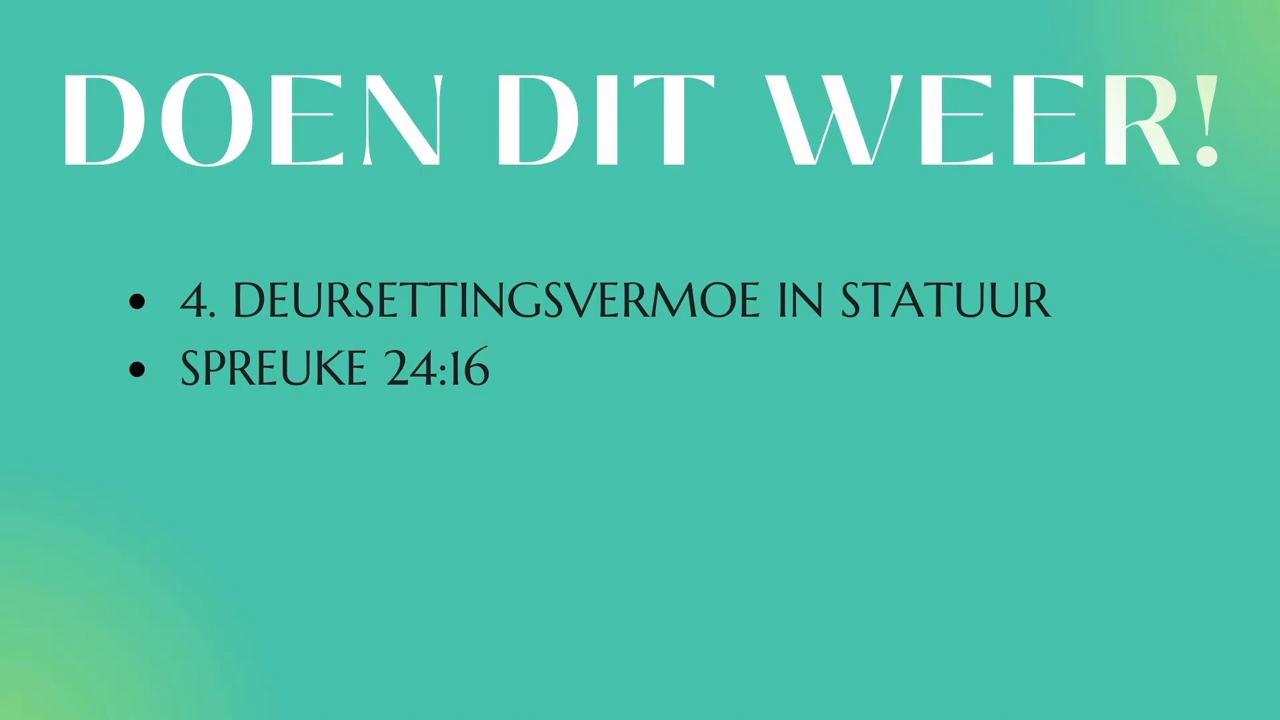 DOEN DIT WEER!
• 4. DEURSETTINGSVERMOE IN STATUUR
• SPREUKE 24:16